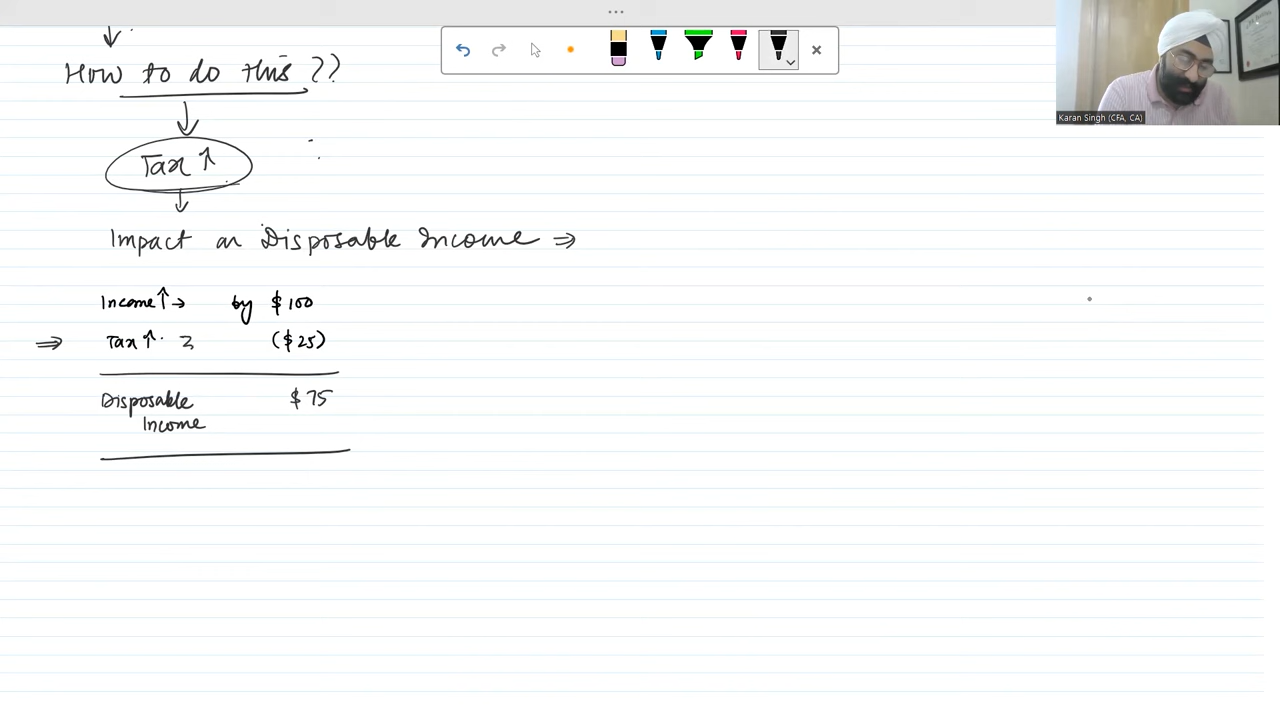 Karan Singh (CFA, CA)
How to do this ??
Tax ↑
Impact on Disposable Income ⇒
Income ↑ → by $ 100
⇒ Tax ↑ ($ 25)
Disposable $ 75
Income